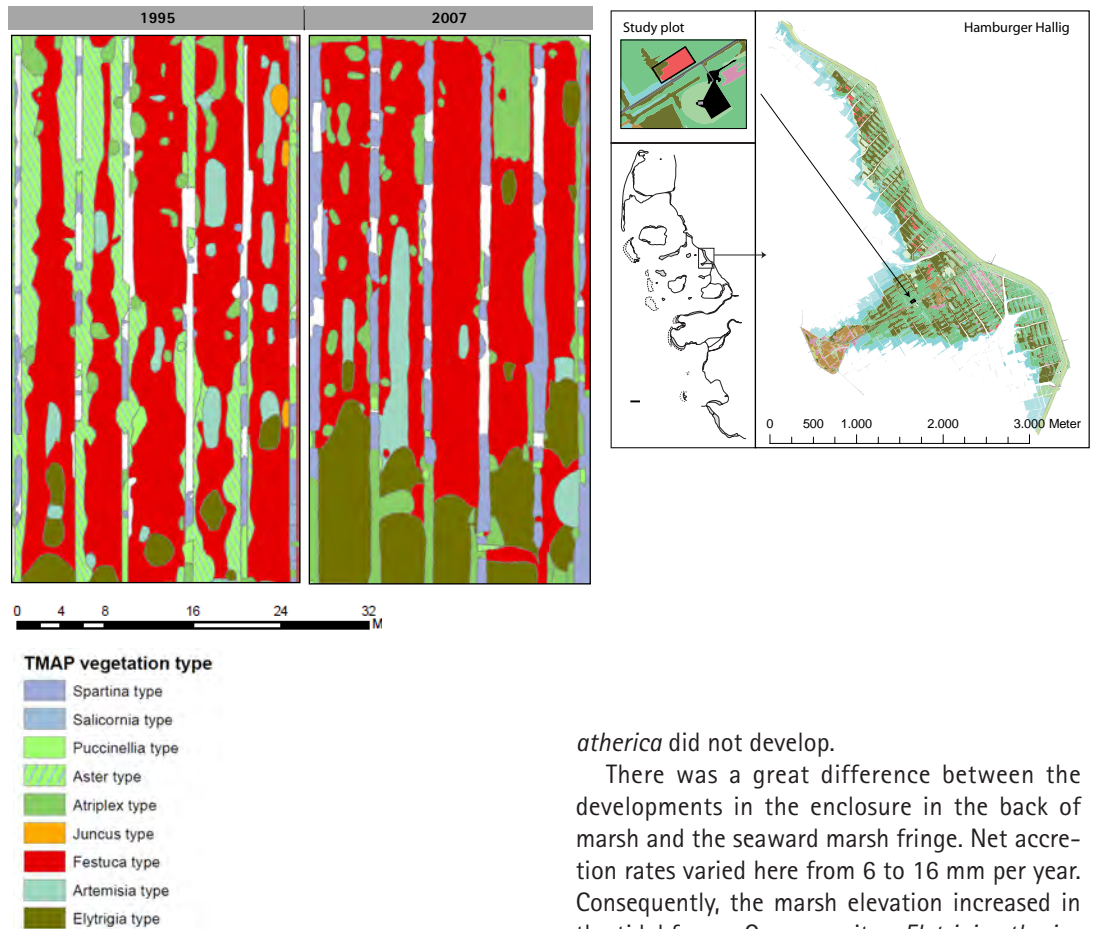 1995 2007
Study plot
Hamburger Hallig
0 500 1.000 2.000 3.000 Meter
0 4 8 16 24 32
M
TMAP vegetation type
Spartina type
Salicornia type
Puccinellia type
Aster type
Atriplex type
Juncus type
Festuca type
Artemisia type
Elytrigia type
atherica did not develop.
There was a great difference between the
developments in the enclosure in the back of
marsh and the seaward marsh fringe. Net accre-
tion rates varied here from 6 to 16 mm per year.
Consequently, the marsh elevation increased in